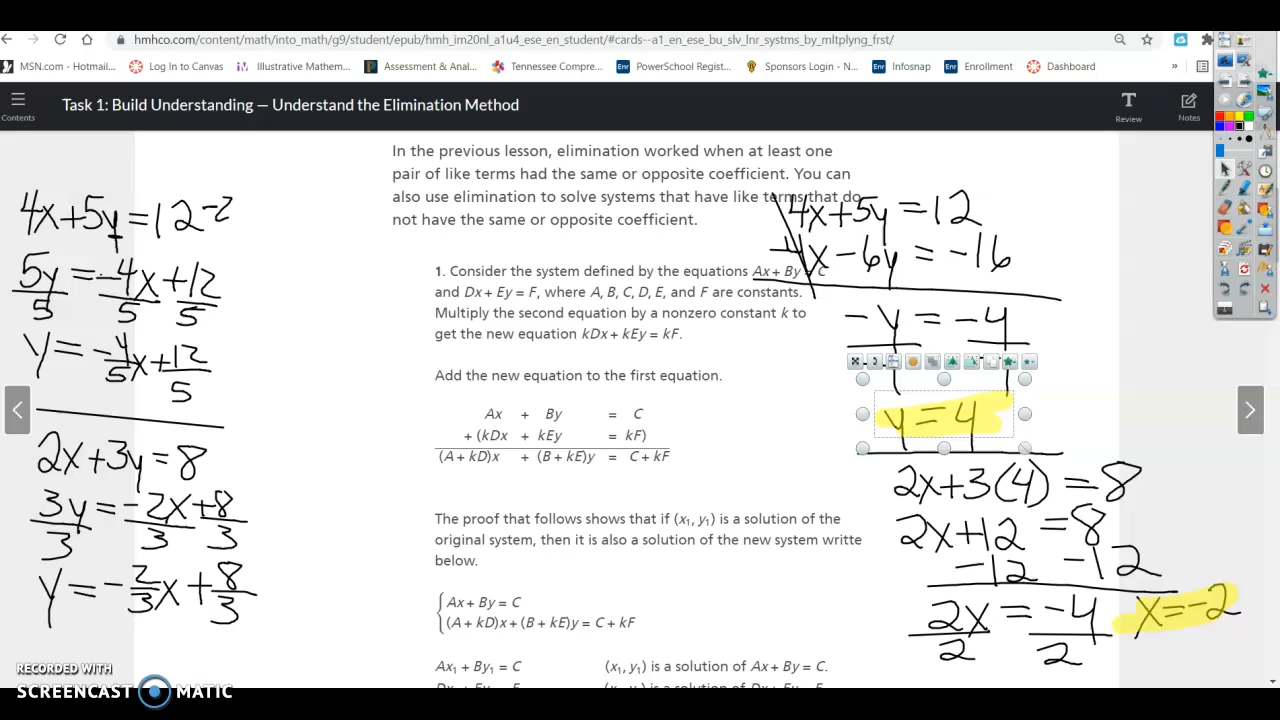 hmhco.com/content/math/into_math/g9/student/epub/hmh_im20nl_a1u4_ese_en_student/#cards--a1_en_ese_bu_slv_lnr_systms_by_mltplyng_frst/
MSN.com - Hotmail... Log In to Canvas Illustrative Mathem... Assessment & Anal... Tennessee Compre... PowerSchool Regist... Sponsors Login - N... Infosnap Enrollment Dashboard »
Contents
Task 1: Build Understanding — Understand the Elimination Method
Review
Notes
In the previous lesson, elimination worked when at least one
pair of like terms had the same or opposite coefficient. You can
also use elimination to solve systems that have like terms that do
not have the same or opposite coefficient.
1. Consider the system defined by the equations Ax + By = C
and Dx + Ey = F, where A, B, C, D, E, and F are constants.
Multiply the second equation by a nonzero constant k to
get the new equation kDx + kEy = kF.
Add the new equation to the first equation.
Ax + By = C
+ (kDx + kEy = kF)
(A + kD)x + (B + kE)y = C + kF
The proof that follows shows that if (x₁, y₁) is a solution of the
original system, then it is also a solution of the new system writte
below.
Ax + By = C
(A + kD)x + (B + kE)y = C + kF
Ax₁ + By₁ = C (x₁, y₁) is a solution of Ax + By = C.
4x+5y=12
5y = -4x+12
5 5 5
y = -4/5x+12/5
2x+3y=8
3y=-2x+8
3 3 3
y = -2/3x+8/3
4x+5y=12
-4x-6y=-16
-y = -4
y=4
2x+3(4)=8
2x+12=8
-12 -12
2x = -4 x=-2
2 2
RECORDED WITH
SCREENCAST MATIC